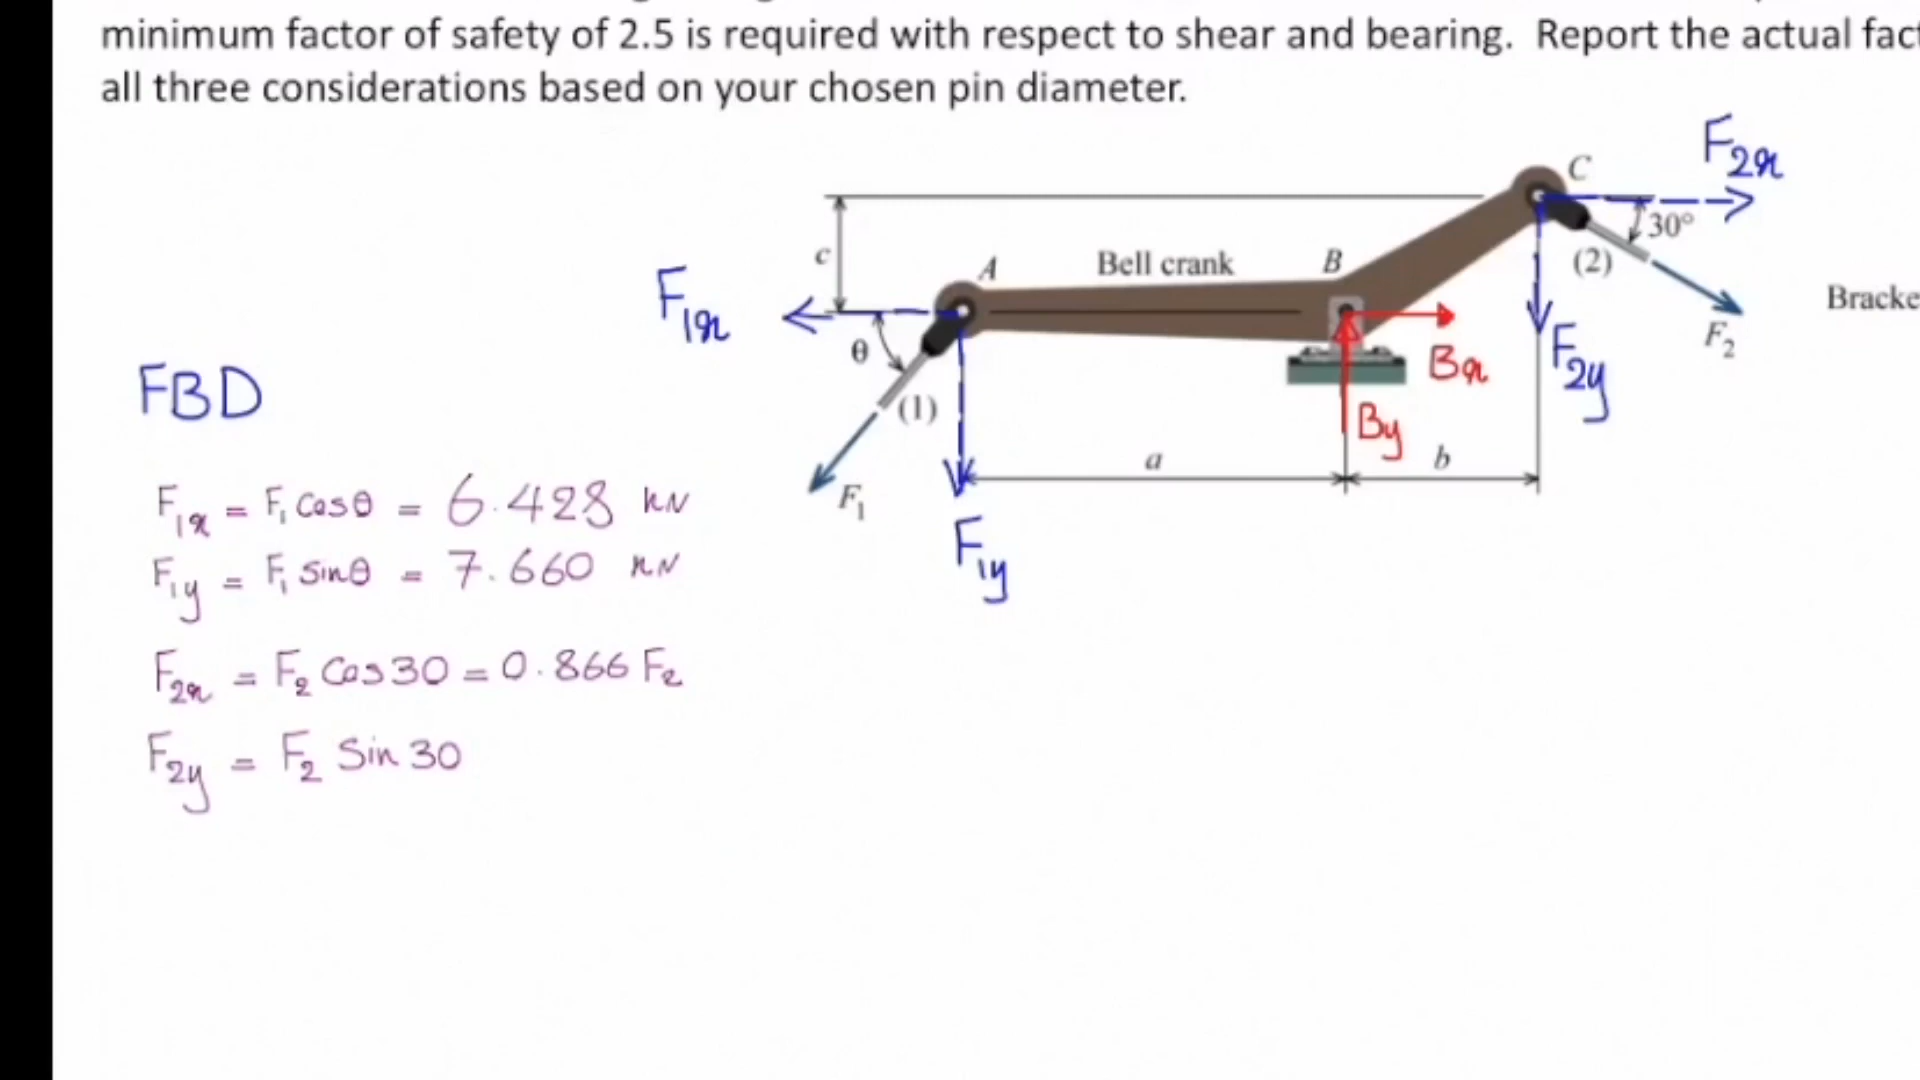 minimum factor of safety of 2.5 is required with respect to shear and bearing. Report the actual
all three considerations based on your chosen pin diameter.
F2x
C
30°
(2)
F2
Bracke
c
A
Bell crank
B
F1x
θ
(1)
F1
Bx
F2y
By
a
b
F1y
FBD
F1x = F1 Cosθ = 6.428 kN
F1y = F1 Sinθ = 7.660 kN
F2x = F2 Cos30 = 0.866 F2
F2y = F2 Sin 30